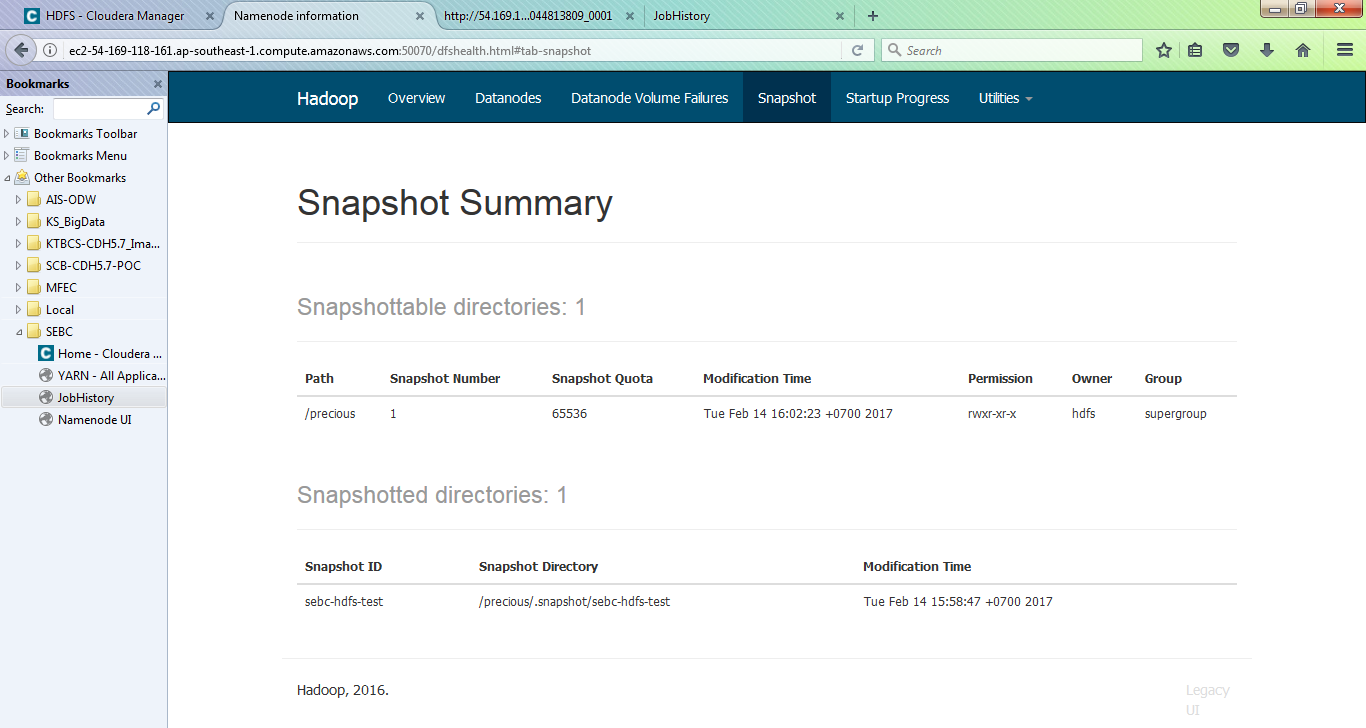 HDFS - Cloudera Manager
Namenode information
http://54.169.1...044813809_0001
JobHistory
ec2-54-169-118-161.ap-southeast-1.compute.amazonaws.com:50070/dfshealth.html#tab-snapshot
Search
Bookmarks
Search:
Bookmarks Toolbar
Bookmarks Menu
Other Bookmarks
AIS-ODW
KS_BigData
KTBCS-CDH5.7_Ima...
SCB-CDH5.7-POC
MFEC
Local
SEBC
Home - Cloudera ...
YARN - All Applica...
JobHistory
Namenode UI
Hadoop Overview Datanodes Datanode Volume Failures Snapshot Startup Progress Utilities
Snapshot Summary
Snapshottable directories: 1
Path Snapshot Number Snapshot Quota Modification Time Permission Owner Group
/precious 1 65536 Tue Feb 14 16:02:23 +0700 2017 rwxr-xr-x hdfs supergroup
Snapshotted directories: 1
Snapshot ID Snapshot Directory Modification Time
sebc-hdfs-test /precious/.snapshot/sebc-hdfs-test Tue Feb 14 15:58:47 +0700 2017
Hadoop, 2016.
Legacy
UI